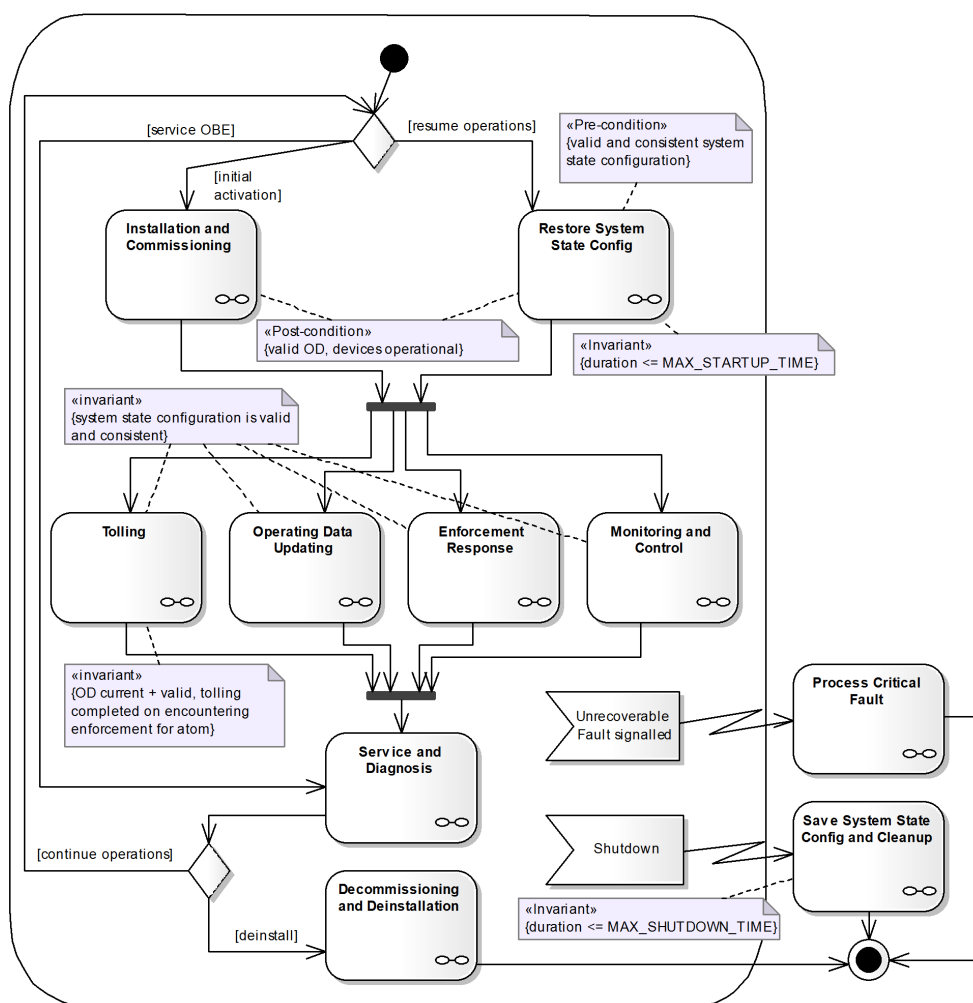 [service OBE]
[resume operations]
«Pre-condition»
{valid and consistent system
state configuration}
[initial
activation]
Installation and
Commissioning
Restore System
State Config
«Post-condition»
{valid OD, devices operational}
«Invariant»
{duration <= MAX_STARTUP_TIME}
«invariant»
{system state configuration is valid
and consistent}
Tolling
Operating Data
Updating
Enforcement
Response
Monitoring and
Control
«invariant»
{OD current + valid, tolling
completed on encountering
enforcement for atom}
Unrecoverable
Fault signalled
Process Critical
Fault
Service and
Diagnosis
Shutdown
Save System State
Config and Cleanup
[continue operations]
Decommissioning
and Deinstallation
«Invariant»
{duration <= MAX_SHUTDOWN_TIME}
[deinstall]